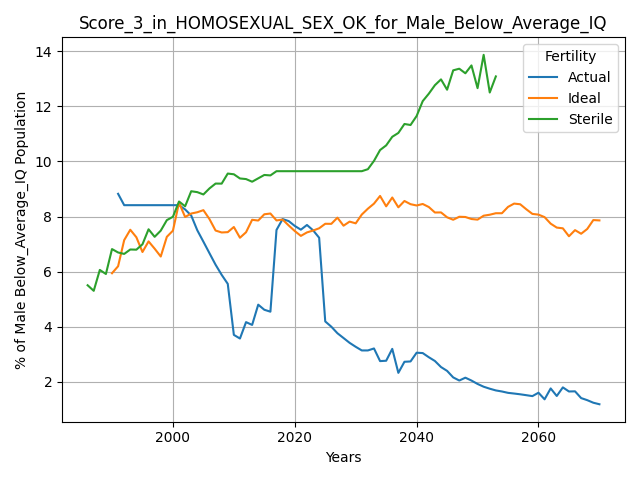 Score_3_in_HOMOSEXUAL_SEX_OK_for_Male_Below_Average_IQ
% of Male Below_Average_IQ Population
14
12
10
8
6
4
2
Fertility
Actual
Ideal
Sterile
2000
2020
2040
2060
Years